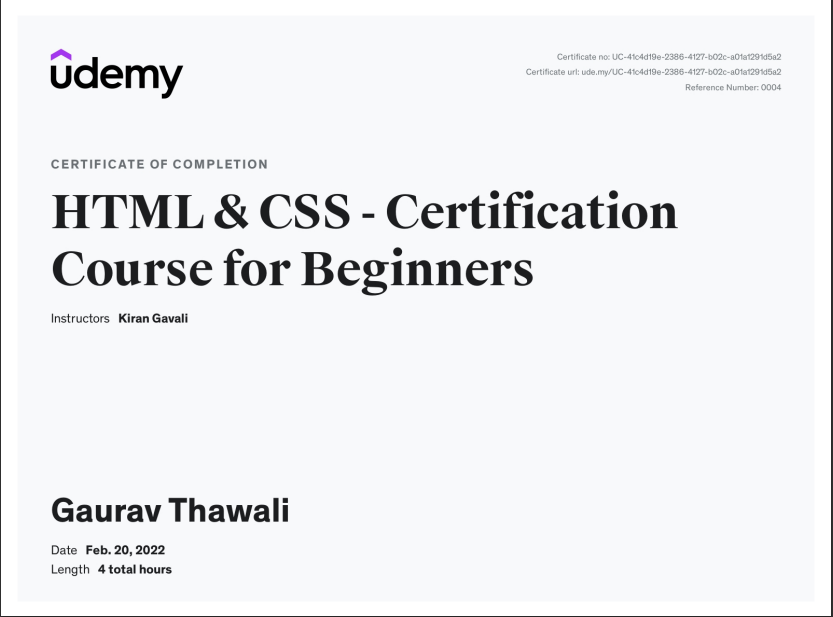 udemy
Certificate no: UC-41c4d19e-2386-4127-b02c-a01a1291d5a2
Certificate url: ude.my/UC-41c4d19e-2386-4127-b02c-a01a1291d5a2
Reference Number: 0004
CERTIFICATE OF COMPLETION
HTML & CSS - Certification
Course for Beginners
Instructors Kiran Gavali
Gaurav Thawali
Date Feb. 20, 2022
Length 4 total hours